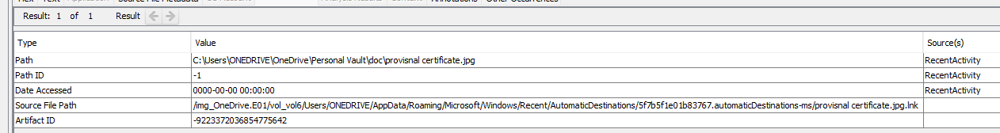 Hex Text Application Source File Metadata OS Account Analysis Results Context Annotations Other Occurrences
Result: 1 of 1 Result
Type Value Source(s)
Path C:\Users\ONEDRIVE\OneDrive\Personal Vault\doc\provisnal certificate.jpg RecentActivity
Path ID -1 RecentActivity
Date Accessed 0000-00-00 00:00:00 RecentActivity
Source File Path /img_OneDrive.E01/vol_vol6/Users/ONEDRIVE/AppData/Roaming/Microsoft/Windows/Recent/AutomaticDestinations/5f7b5f1e01b83767.automaticDestinations-ms/provisnal certificate.jpg.lnk
Artifact ID -9223372036854775642